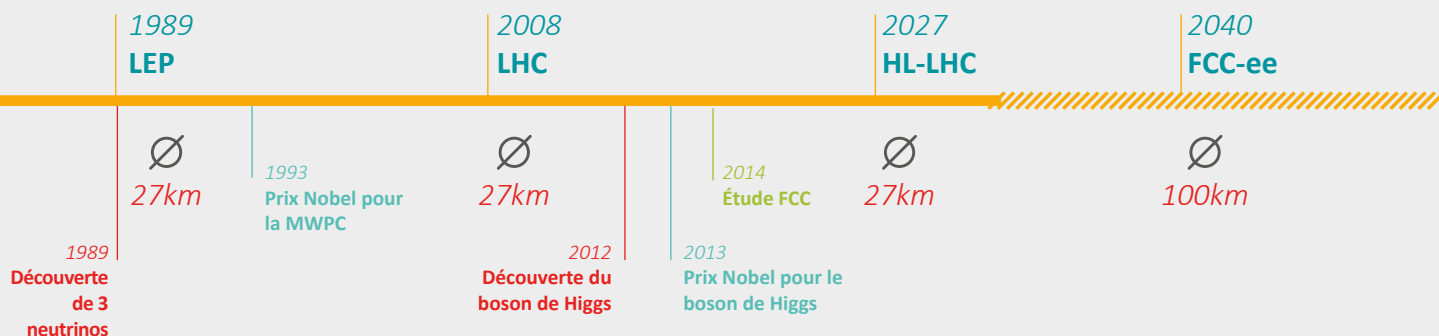 1989
LEP
2008
LHC
2027
HL-LHC
2040
FCC-ee
∅
27km
∅
27km
∅
27km
∅
100km
1993
Prix Nobel pour
la MWPC
2014
Étude FCC
1989
Découverte
de 3
neutrinos
2012
Découverte du
boson de Higgs
2013
Prix Nobel pour le
boson de Higgs